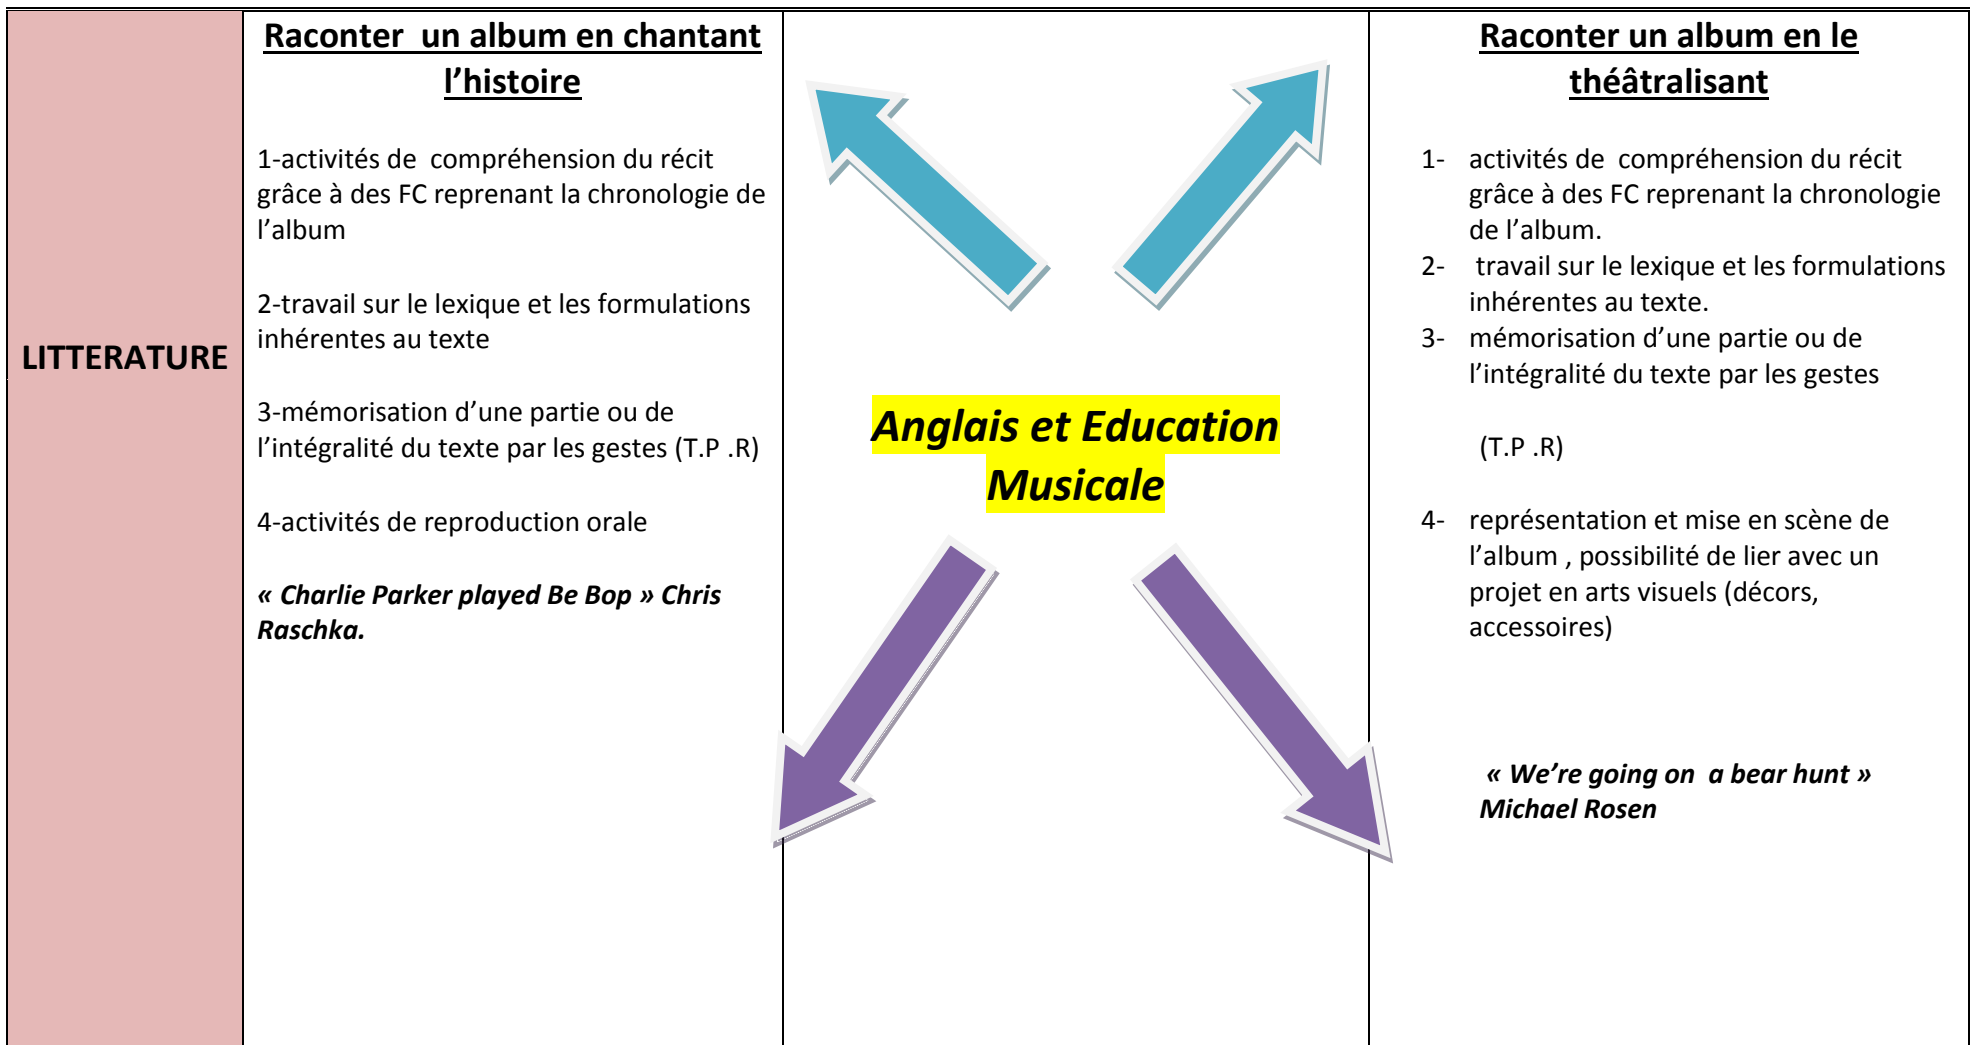 LITTERATURE
Raconter un album en chantant
l’histoire
1-activités de compréhension du récit
grâce à des FC reprenant la chronologie de
l’album
2-travail sur le lexique et les formulations
inhérentes au texte
3-mémorisation d’une partie ou de
l’intégralité du texte par les gestes (T.P .R)
4-activités de reproduction orale
« Charlie Parker played Be Bop » Chris
Raschka.
Anglais et Education
Musicale
Raconter un album en le
théâtralisant
1- activités de compréhension du récit
grâce à des FC reprenant la chronologie
de l’album.
2- travail sur le lexique et les formulations
inhérentes au texte.
3- mémorisation d’une partie ou de
l’intégralité du texte par les gestes
(T.P .R)
4- représentation et mise en scène de
l’album , possibilité de lier avec un
projet en arts visuels (décors,
accessoires)
« We’re going on a bear hunt »
Michael Rosen